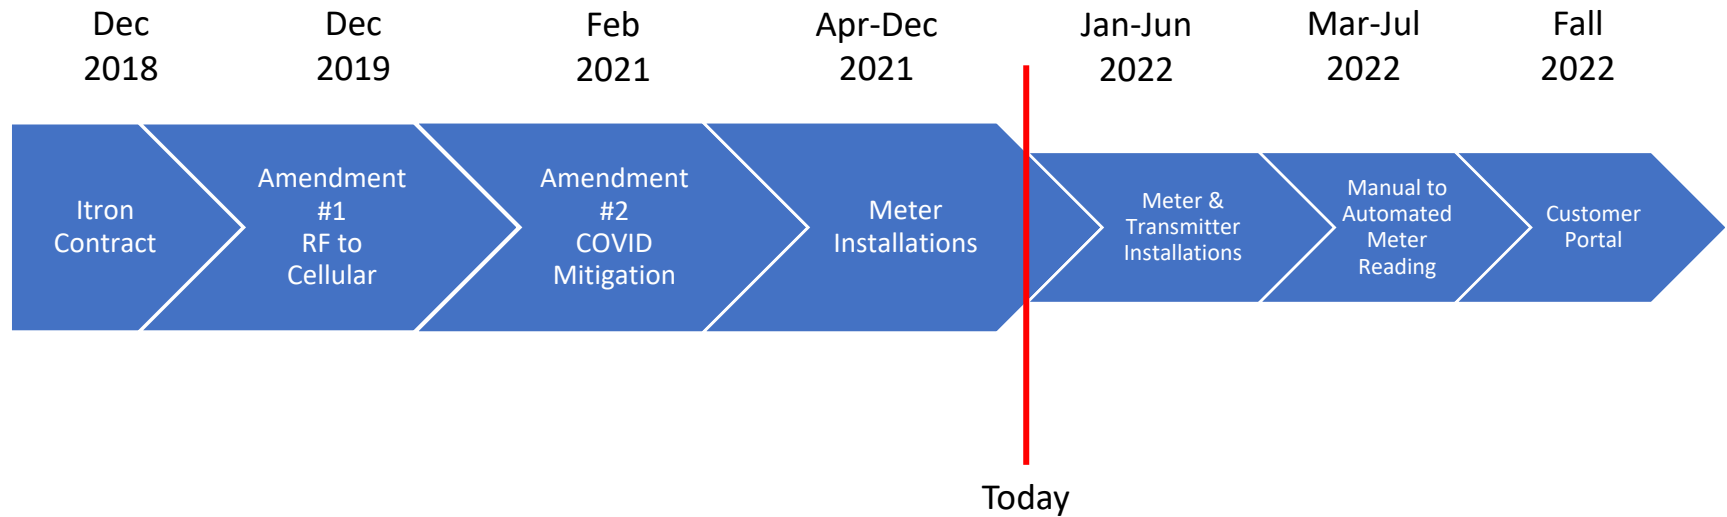 Dec
2018
Dec
2019
Feb
2021
Apr-Dec
2021
Jan-Jun
2022
Mar-Jul
2022
Fall
2022
Itron
Contract
Amendment
#1
RF to
Cellular
Amendment
#2
COVID
Mitigation
Meter
Installations
Meter &
Transmitter
Installations
Manual to
Automated
Meter
Reading
Customer
Portal
Today